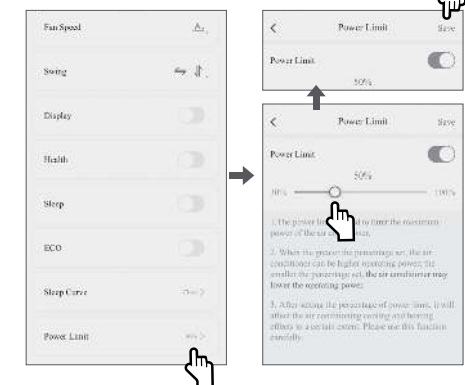 Fan Speed
Swing
Display
Health
Sleep
ECO
Sleep Curve
Power Limit
Power Limit
Save
Power Limit
50%
Power Limit
Save
Power Limit
50%
30%
100%
1. The power to limit the maximum
power of the air
2. When the greater the percentage set, the air
conditioner can be higher operating power; the
smaller the percentage set, the air conditioner may
lower the operating power.
3. After setting the percentage of power limit, it will
affect the air conditioning cooling and heating
effects to a certain extent. Please use this function
carefully.